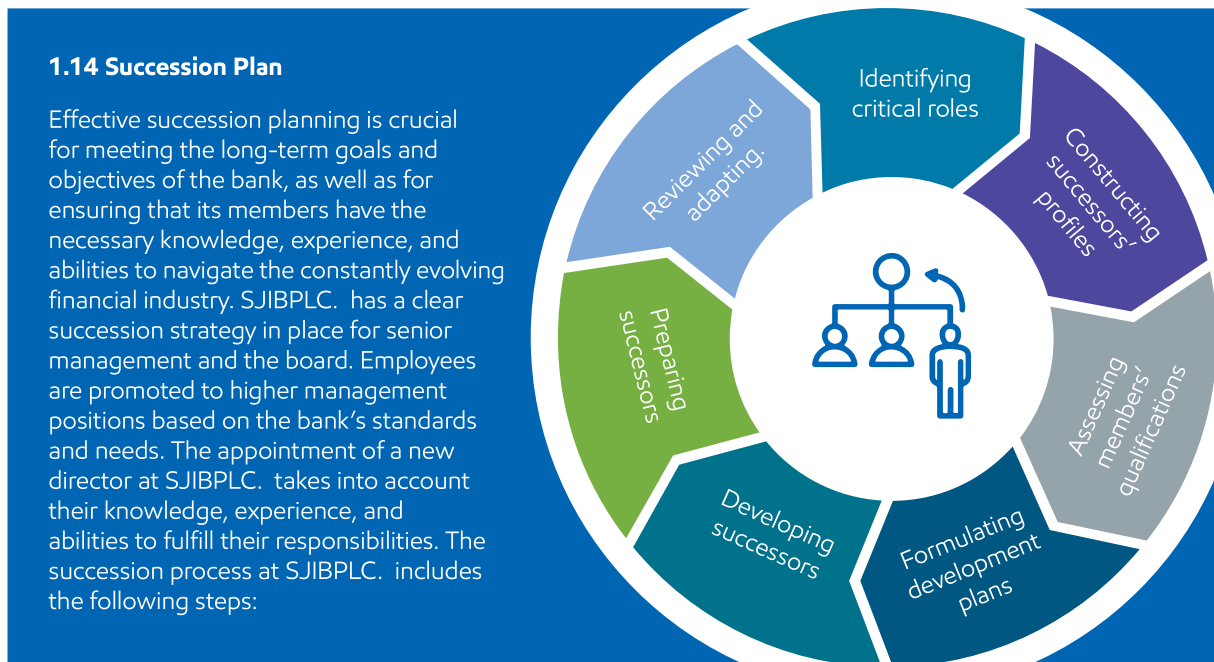 1.14 Succession Plan
Effective succession planning is crucial
for meeting the long-term goals and
objectives of the bank, as well as for
ensuring that its members have the
necessary knowledge, experience, and
abilities to navigate the constantly evolving
financial industry. SJIBPLC.  has a clear
succession strategy in place for senior
management and the board. Employees
are promoted to higher management
positions based on the bank’s standards
and needs. The appointment of a new
director at SJIBPLC.  takes into account
their knowledge, experience, and
abilities to fulfill their responsibilities. The
succession process at SJIBPLC.  includes
the following steps:
Identifying
critical roles
Constructing
successors’
profiles
Assessing
members’
qualifications
Formulating
development
plans
Developing
successors
Preparing
successors
Reviewing and
adapting.